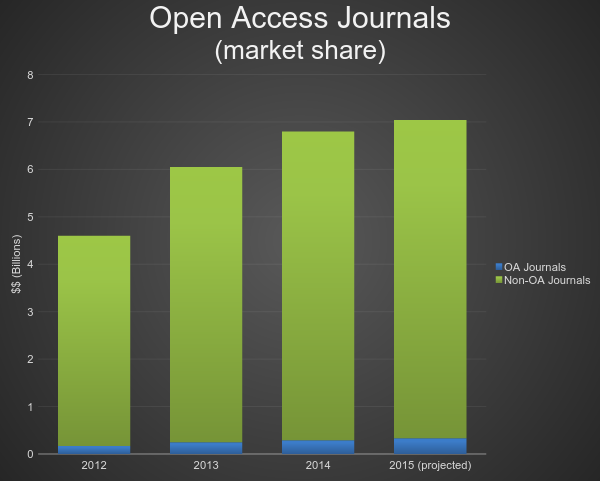 Open Access Journals
(market share)
8
7
6
5
4
3
2
1
0
$$ (Billions)
2012
2013
2014
2015 (projected)
OA Journals
Non-OA Journals